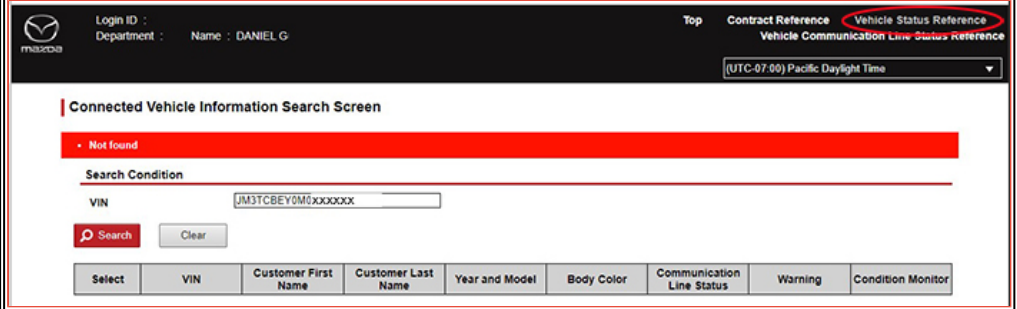 Login ID :
Department : Name : DANIEL G
mazda
Top Contract Reference Vehicle Status Reference
Vehicle Communication Line Status Reference
(UTC-07:00) Pacific Daylight Time
Connected Vehicle Information Search Screen
Not found
Search Condition
VIN JM3TCBEY0M0XXXXXX
Search Clear
Select VIN Customer First Name Customer Last Name Year and Model Body Color Communication Line Status Warning Condition Monitor